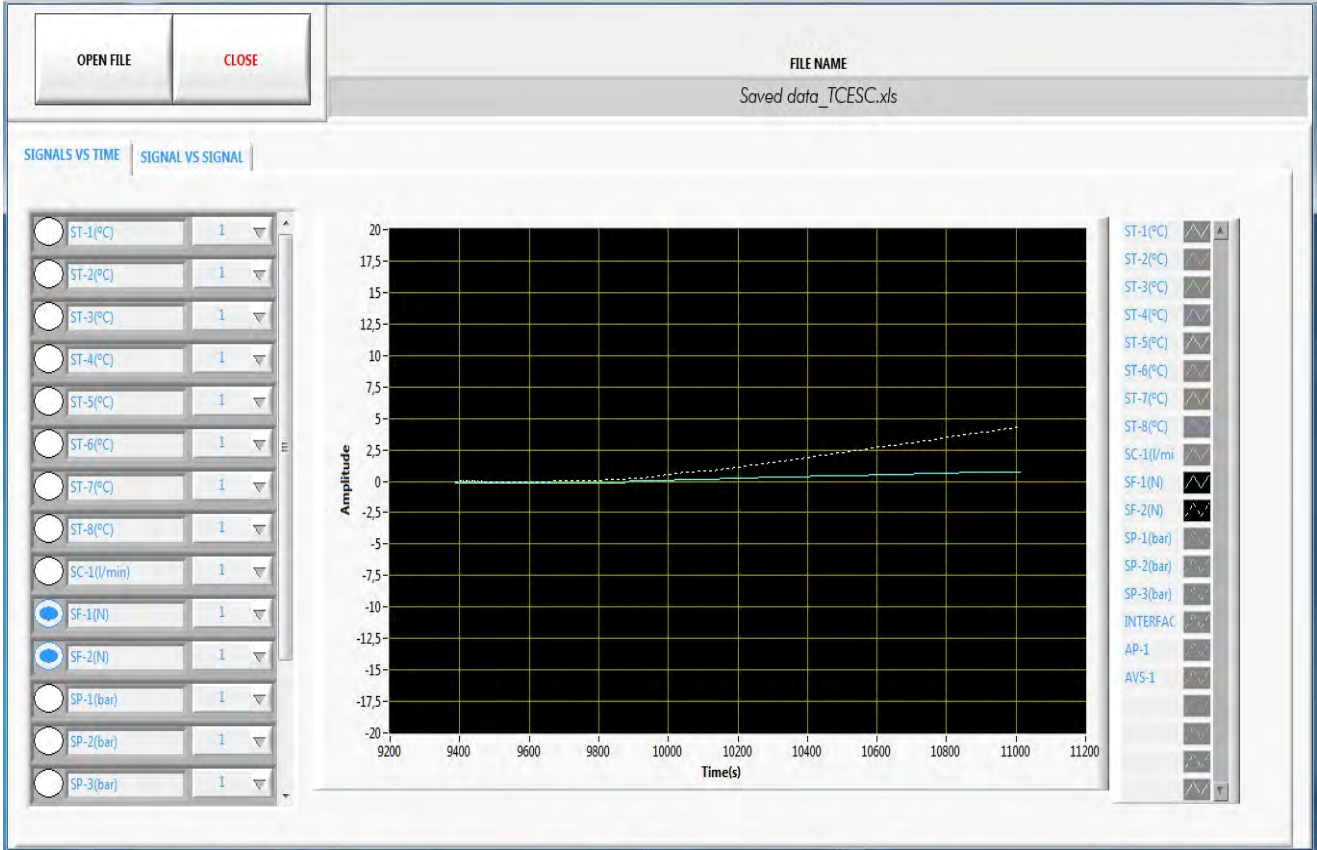 OPEN FILE
CLOSE
FILE NAME
Saved data_TCESC.xls
SIGNALS VS TIME
SIGNAL VS SIGNAL
ST-1(ºC) 1
ST-2(ºC) 1
ST-3(ºC) 1
ST-4(ºC) 1
ST-5(ºC) 1
ST-6(ºC) 1
ST-7(ºC) 1
ST-8(ºC) 1
SC-1(l/min) 1
SF-1(N) 1
SF-2(N) 1
SP-1(bar) 1
SP-2(bar) 1
SP-3(bar) 1
Amplitude
20
17,5
15
12,5
10
7,5
5
2,5
0
-2,5
-5
-7,5
-10
-12,5
-15
-17,5
-20
9200 9400 9600 9800 10000 10200 10400 10600 10800 11000 11200
Time(s)
ST-1(ºC)
ST-2(ºC)
ST-3(ºC)
ST-4(ºC)
ST-5(ºC)
ST-6(ºC)
ST-7(ºC)
ST-8(ºC)
SC-1(l/mi
SF-1(N)
SF-2(N)
SP-1(bar)
SP-2(bar)
SP-3(bar)
INTERFAC
AP-1
AVS-1